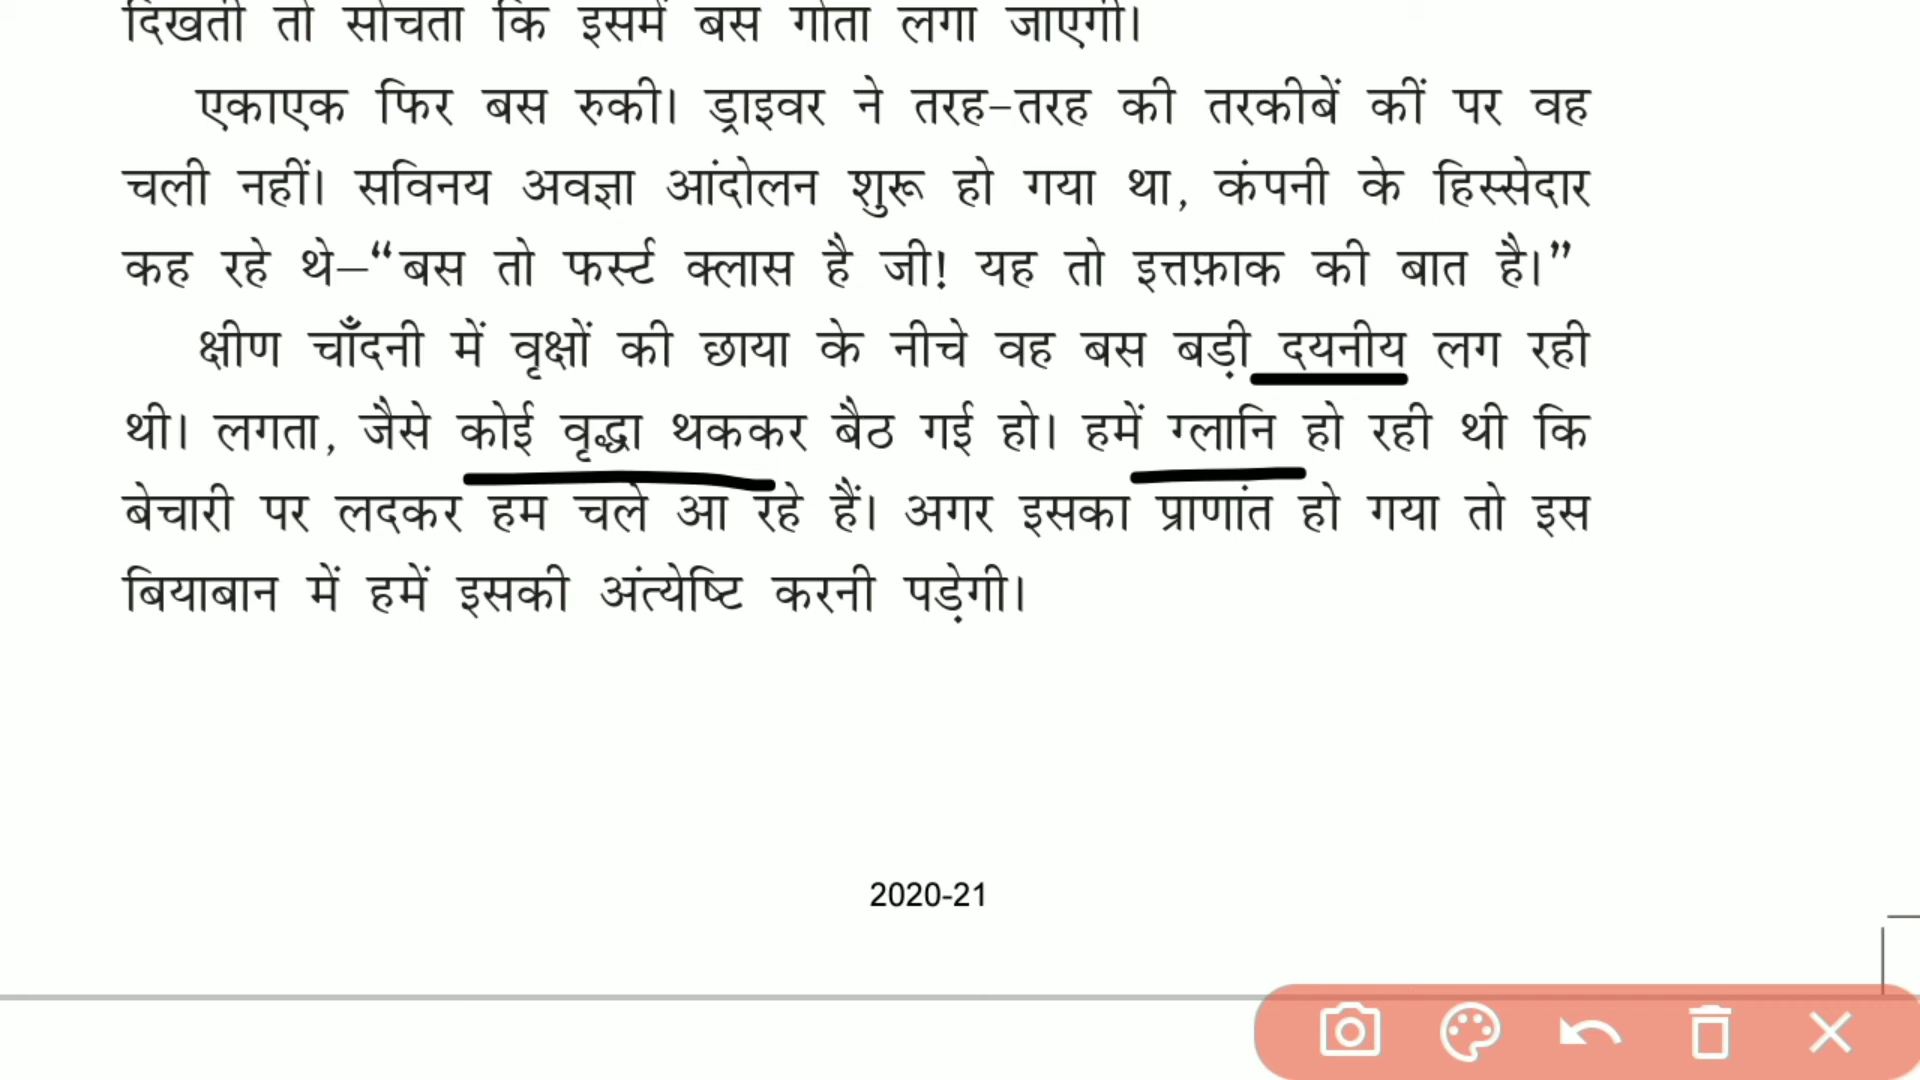 दिखती तो सोचता कि इसमें बस गोता लगा जाएगी।
एकाएक फिर बस रुकी। ड्राइवर ने तरह-तरह की तरकीबें कीं पर वह
चली नहीं। सविनय अवज्ञा आंदोलन शुरू हो गया था, कंपनी के हिस्सेदार
कह रहे थे–“बस तो फर्स्ट क्लास है जी! यह तो इत्तफ़ाक की बात है।”
क्षीण चाँदनी में वृक्षों की छाया के नीचे वह बस बड़ी दयनीय लग रही
थी। लगता, जैसे कोई वृद्धा थककर बैठ गई हो। हमें ग्लानि हो रही थी कि
बेचारी पर लदकर हम चले आ रहे हैं। अगर इसका प्राणांत हो गया तो इस
बियाबान में हमें इसकी अंत्येष्टि करनी पड़ेगी।
2020-21